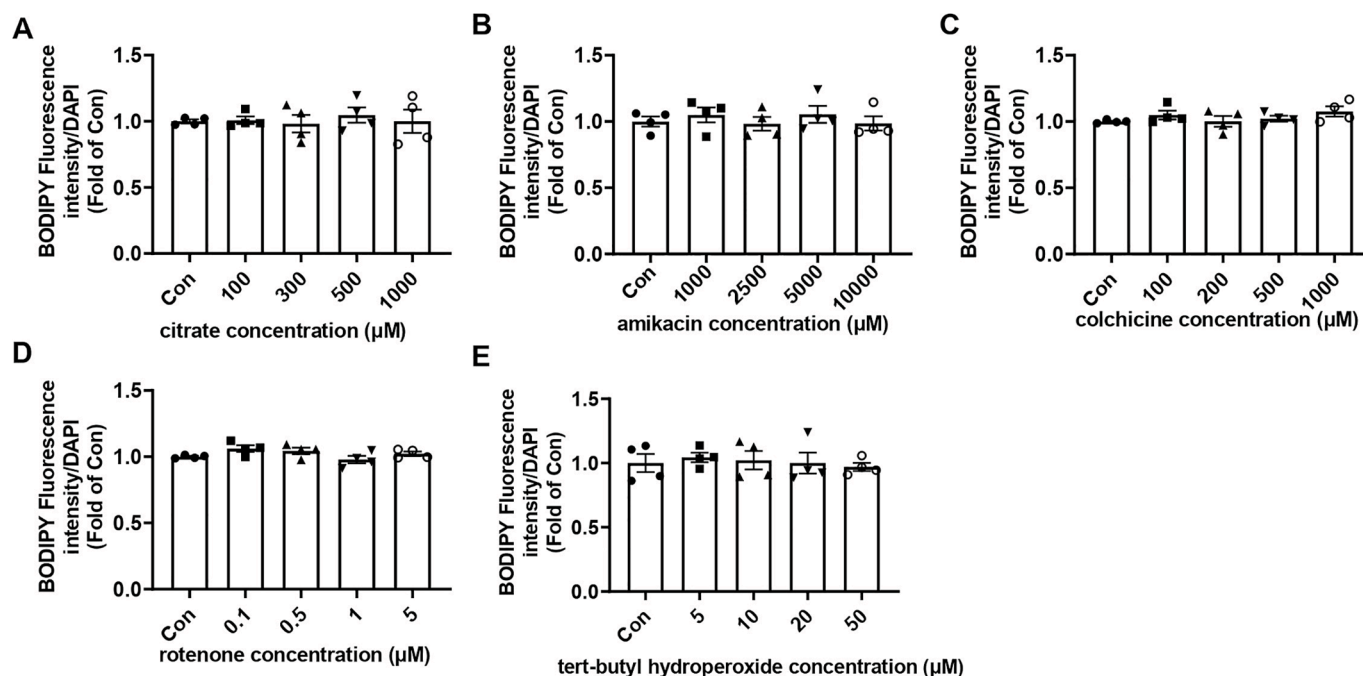 A
BODIPY Fluorescence
intensity/DAPI
(Fold of Con)
1.5
1.0
0.5
0.0
Con
100
300
500
1000
citrate concentration (μM)
B
BODIPY Fluorescence
intensity/DAPI
(Fold of Con)
1.5
1.0
0.5
0.0
Con
1000
2500
5000
10000
amikacin concentration (μM)
C
BODIPY Fluorescence
intensity/DAPI
(Fold of Con)
1.5
1.0
0.5
0.0
Con
100
200
500
1000
colchicine concentration (μM)
D
BODIPY Fluorescence
intensity/DAPI
(Fold of Con)
1.5
1.0
0.5
0.0
Con
0.1
0.5
1
5
rotenone concentration (μM)
E
BODIPY Fluorescence
intensity/DAPI
(Fold of Con)
1.5
1.0
0.5
0.0
Con
5
10
20
50
tert-butyl hydroperoxide concentration (μM)